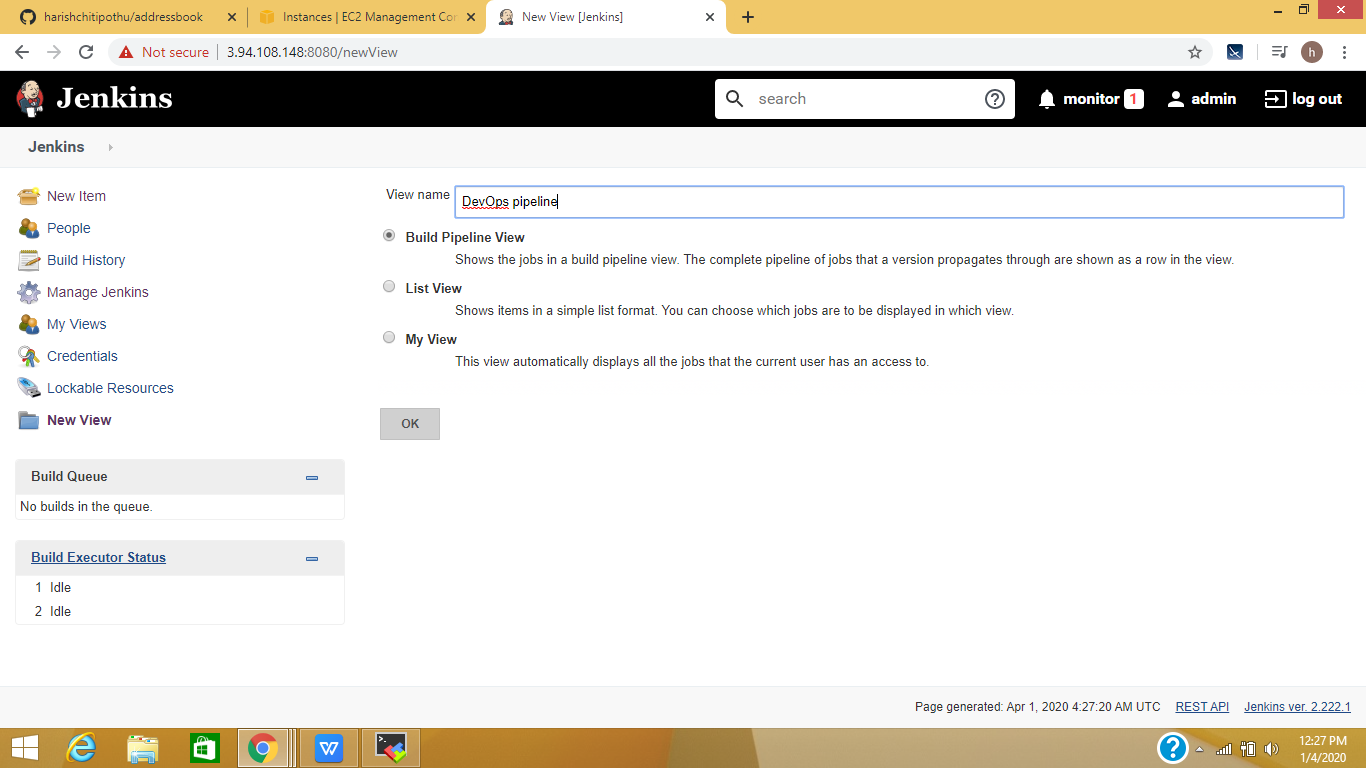 harishchitipothu/addressbook
Instances | EC2 Management Con
New View [Jenkins]
Not secure
3.94.108.148:8080/newView
h
Jenkins
search
monitor 1
admin
log out
Jenkins
New Item
People
Build History
Manage Jenkins
My Views
Credentials
Lockable Resources
New View
Build Queue
No builds in the queue.
Build Executor Status
1 Idle
2 Idle
View name DevOps pipeline
Build Pipeline View
Shows the jobs in a build pipeline view. The complete pipeline of jobs that a version propagates through are shown as a row in the view.
List View
Shows items in a simple list format. You can choose which jobs are to be displayed in which view.
My View
This view automatically displays all the jobs that the current user has an access to.
OK
Page generated: Apr 1, 2020 4:27:20 AM UTC REST API Jenkins ver. 2.222.1
12:27 PM
1/4/2020